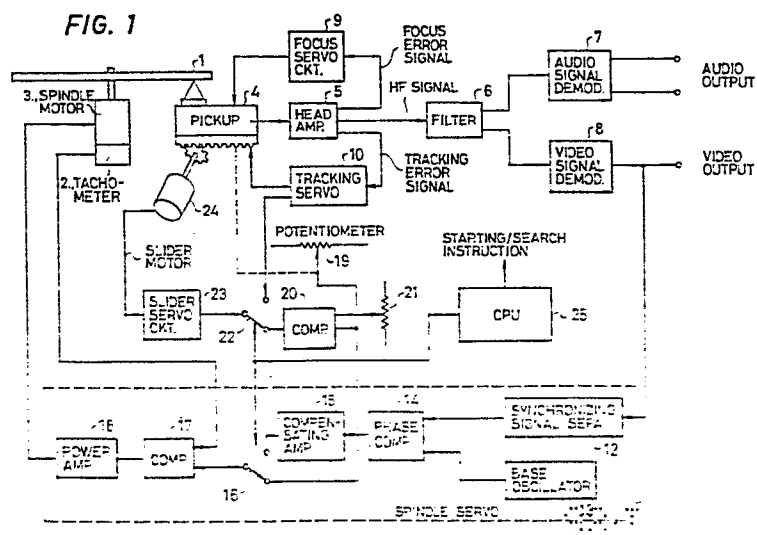 FIG. 1
1
3., SPINDLE
MOTOR
2., TACHO-
METER
4
PICKUP
24
SLIDER
MOTOR
9
FOCUS
SERVO
CKT.
FOCUS
ERROR
SIGNAL
5
HEAD
AMP.
HF SIGNAL
6
FILTER
7
AUDIO
SIGNAL
DEMOD.
AUDIO
OUTPUT
8
VIDEO
SIGNAL
DEMOD.
VIDEO
OUTPUT
10
TRACKING
SERVO
TRACKING
ERROR
SIGNAL
POTENTIOMETER
19
STARTING/SEARCH
INSTRUCTION
23
SLIDER
SERVO
CKT.
22
20
COMP.
21
CPU
25
18
POWER
AMP.
17
COMP.
16
15
COMPEN-
SATING
AMP.
14
PHASE
COMP.
SYNCHRONIZING
SIGNAL SEPA.
12
BASE
OSCILLATOR
SPINDLE SERVO